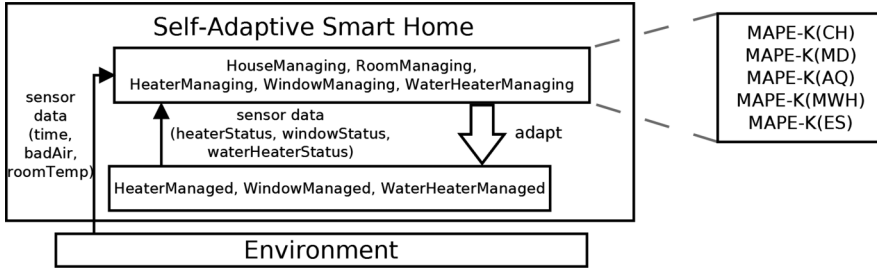 Self-Adaptive Smart Home
HouseManaging, RoomManaging,
HeaterManaging, WindowManaging, WaterHeaterManaging
sensor
data
(time,
badAir,
roomTemp)
sensor data
(heaterStatus, windowStatus,
waterHeaterStatus)
adapt
HeaterManaged, WindowManaged, WaterHeaterManaged
Environment
MAPE-K(CH)
MAPE-K(MD)
MAPE-K(AQ)
MAPE-K(MWH)
MAPE-K(ES)